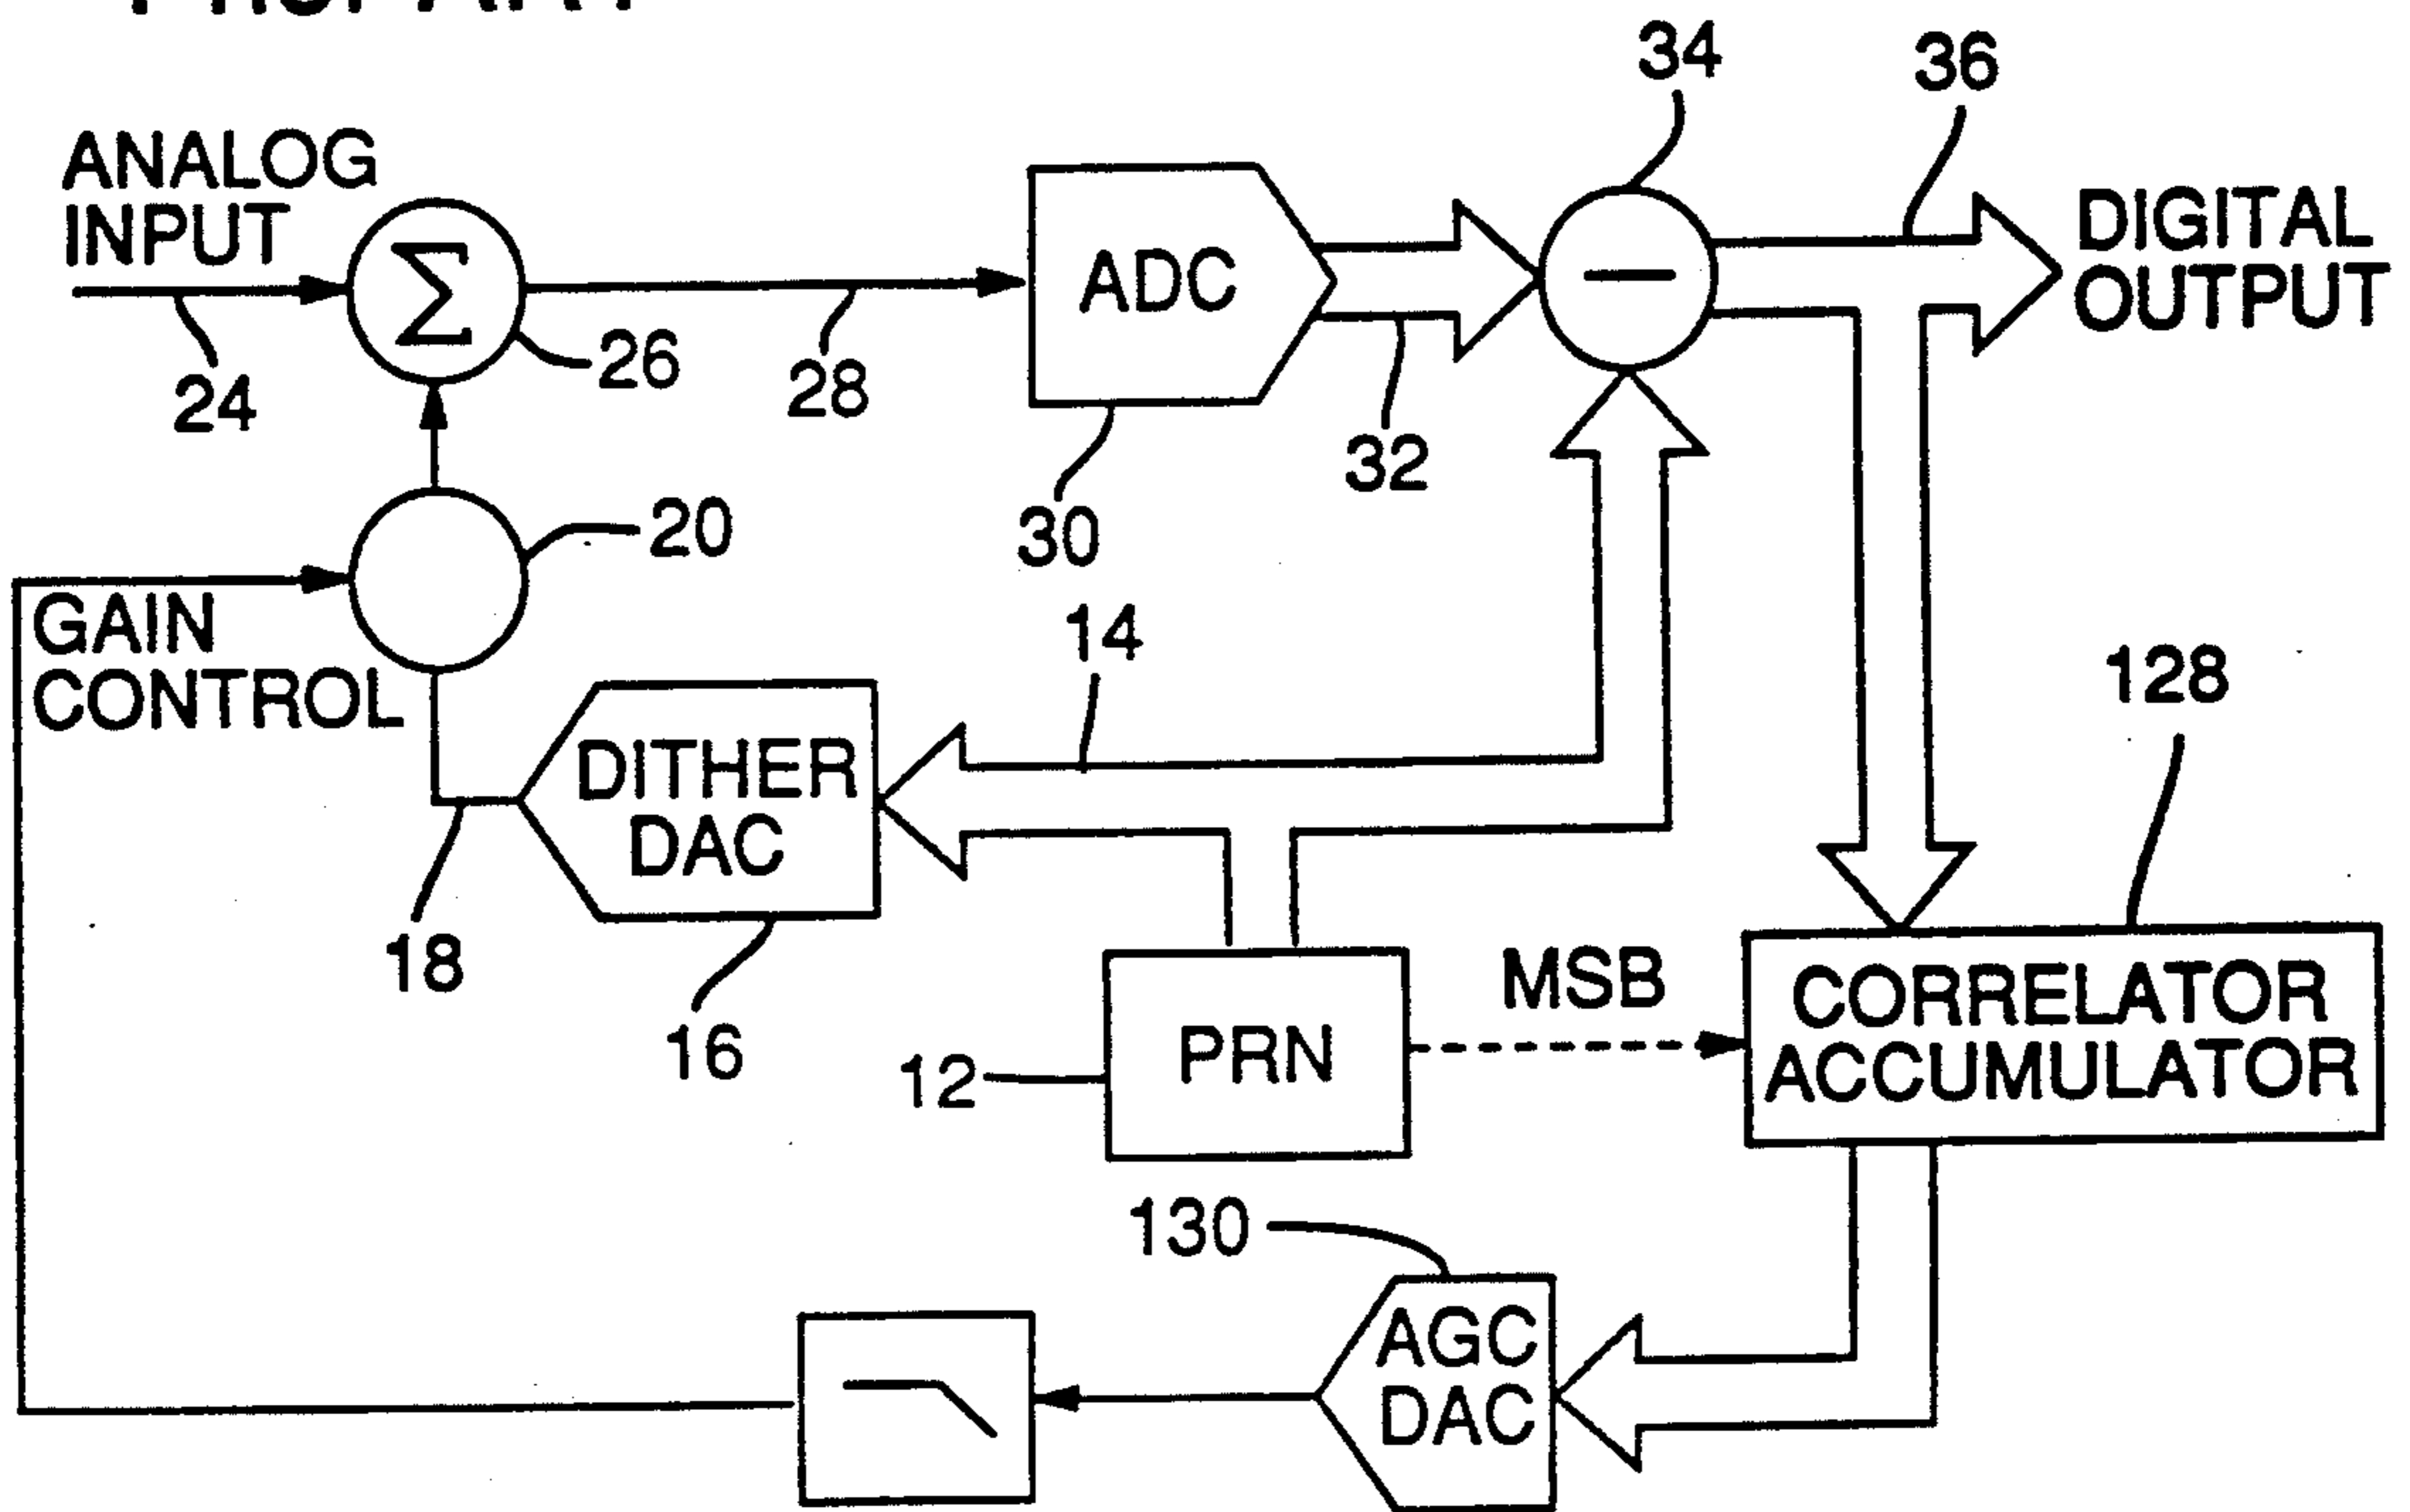 34
36
ANALOG
INPUT
Σ
ADC
DIGITAL
OUTPUT
24
26
28
30
32
20
GAIN
CONTROL
14
128
DITHER
DAC
18
16
12
PRN
MSB
CORRELATOR
ACCUMULATOR
130
AGC
DAC